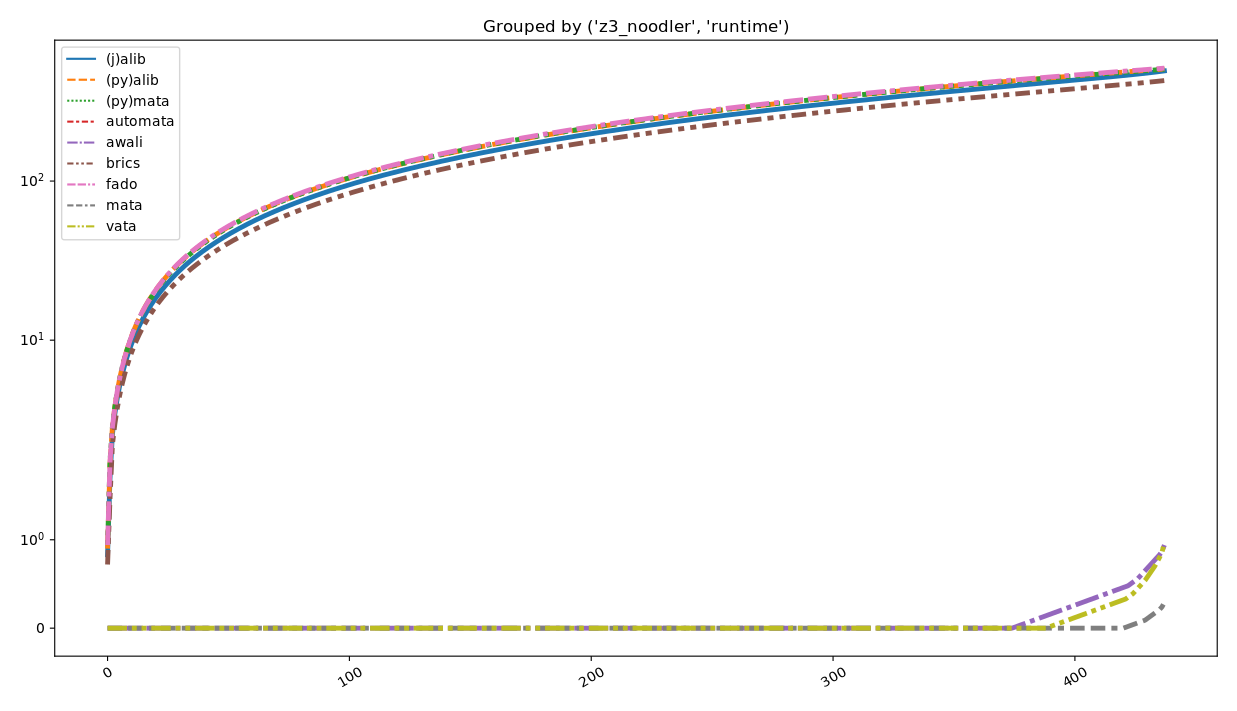 Grouped by ('z3_noodler', 'runtime')
(j)alib
(py)alib
(py)mata
automata
awali
brics
fado
mata
vata
10²
10¹
10⁰
0
0
100
200
300
400